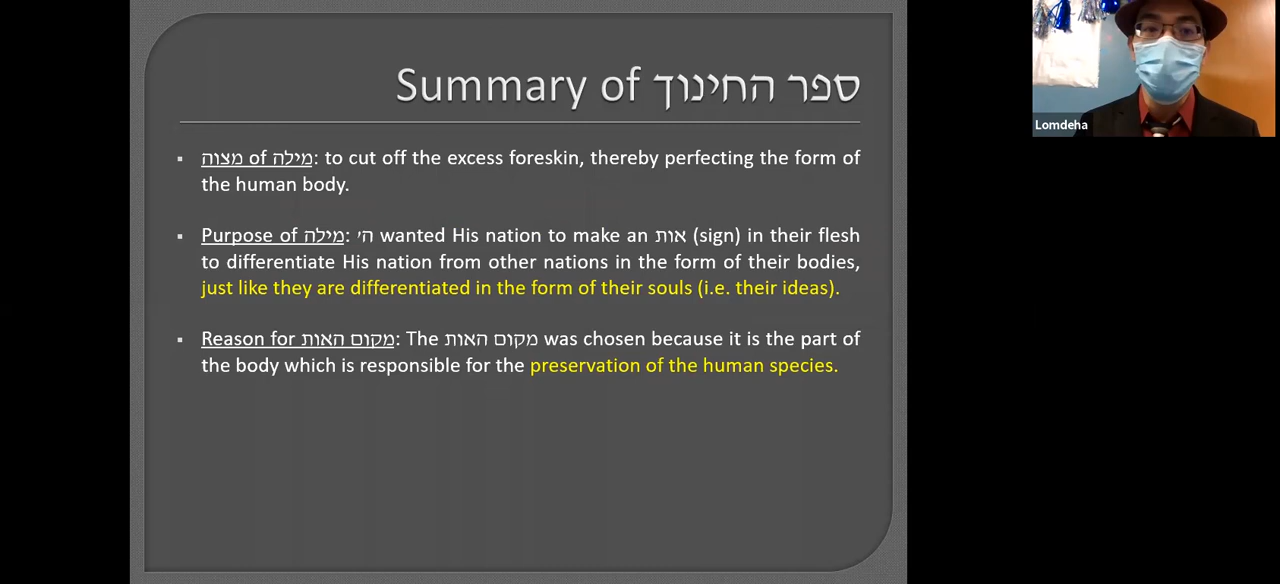 Summary of ספר החינוך
▪ מצוה of מילה: to cut off the excess foreskin, thereby perfecting the form of
the human body.
▪ Purpose of מילה: ה׳ wanted His nation to make an אות (sign) in their flesh
to differentiate His nation from other nations in the form of their bodies,
just like they are differentiated in the form of their souls (i.e. their ideas).
▪ Reason for מקום האות: The מקום האות was chosen because it is the part of
the body which is responsible for the preservation of the human species.
Lomdeha